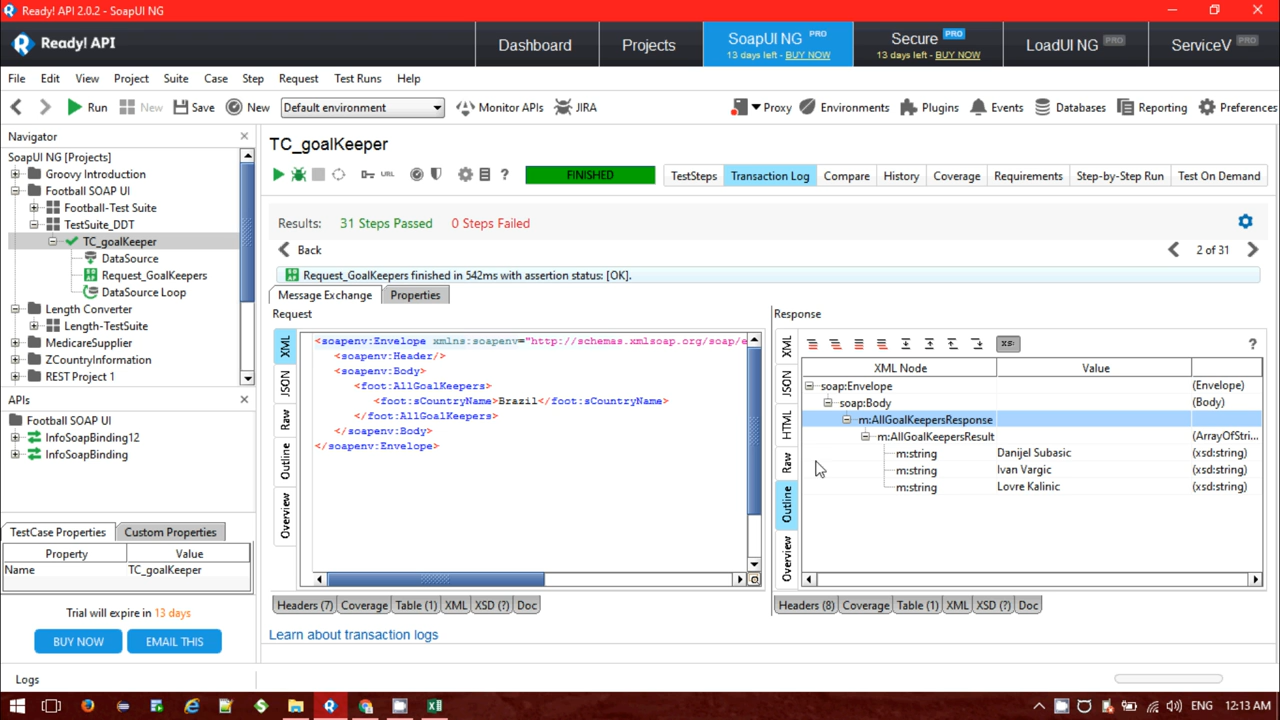 Ready! API 2.0.2 - SoapUI NG
Ready! API
Dashboard
Projects
SoapUI NG PRO
13 days left - BUY NOW
Secure PRO
13 days left - BUY NOW
LoadUI NG PRO
ServiceV PRO
File Edit View Project Suite Case Step Request Test Runs Help
Run New Save New Default environment Monitor APIs JIRA Proxy Environments Plugins Events Databases Reporting Preferences
Navigator
SoapUI NG [Projects]
Groovy Introduction
Football SOAP UI
Football-Test Suite
TestSuite_DDT
TC_goalKeeper
DataSource
Request_GoalKeepers
DataSource Loop
Length Converter
Length-TestSuite
MedicareSupplier
ZCountryInformation
REST Project 1
APIs
Football SOAP UI
InfoSoapBinding12
InfoSoapBinding
TestCase Properties Custom Properties
Property Value
Name TC_goalKeeper
Trial will expire in 13 days
BUY NOW EMAIL THIS
Logs
TC_goalKeeper
URL ? FINISHED TestSteps Transaction Log Compare History Coverage Requirements Step-by-Step Run Test On Demand
Results: 31 Steps Passed 0 Steps Failed
Back 2 of 31
Request_GoalKeepers finished in 542ms with assertion status: [OK].
Message Exchange Properties
Request
XML
JSON
Raw
Outline
Overview
<soapenv:Envelope xmlns:soapenv="http://schemas.xmlsoap.org/soap/e
<soapenv:Header/>
<soapenv:Body>
<foot:AllGoalKeepers>
<foot:sCountryName>Brazil</foot:sCountryName>
</foot:AllGoalKeepers>
</soapenv:Body>
</soapenv:Envelope>
Headers (7) Coverage Table (1) XML XSD (?) Doc
Response
XML
JSON
HTML
Raw
Outline
Overview
XS: ?
XML Node Value
soap:Envelope (Envelope)
soap:Body (Body)
m:AllGoalKeepersResponse
m:AllGoalKeepersResult (ArrayOfStri...
m:string Danijel Subasic (xsd:string)
m:string Ivan Vargic (xsd:string)
m:string Lovre Kalinic (xsd:string)
Headers (8) Coverage Table (1) XML XSD (?) Doc
Learn about transaction logs
ENG 12:13 AM